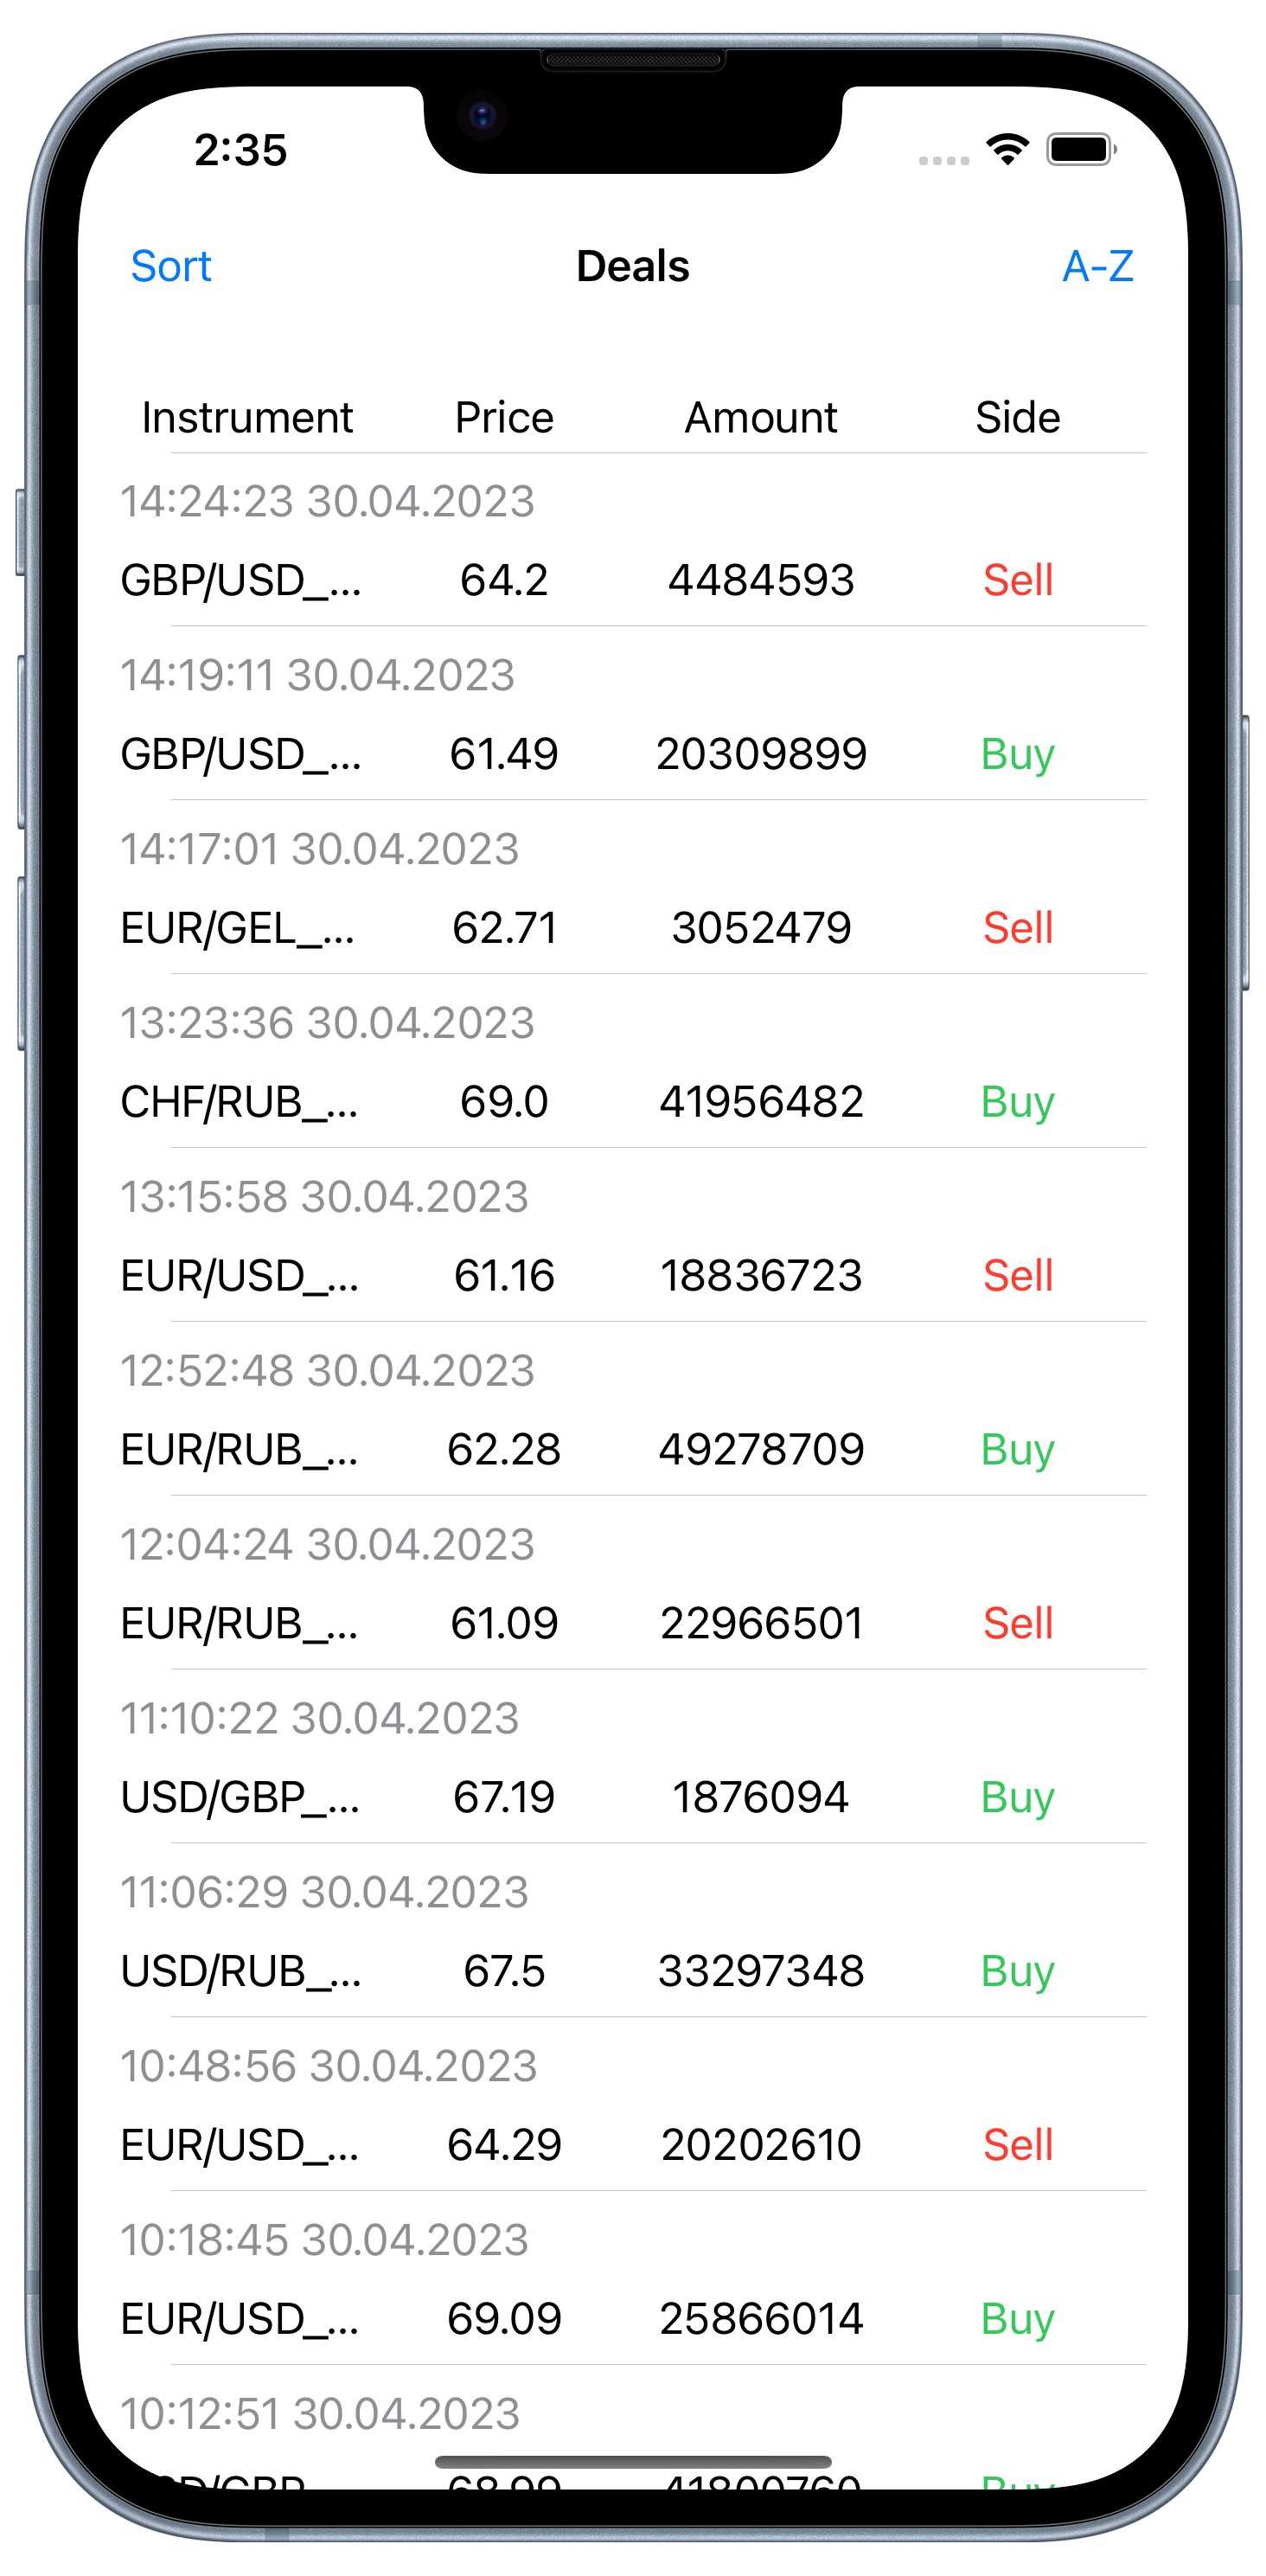 2:35
Sort Deals A-Z
Instrument Price Amount Side
14:24:23 30.04.2023
GBP/USD_... 64.2 4484593 Sell
14:19:11 30.04.2023
GBP/USD_... 61.49 20309899 Buy
14:17:01 30.04.2023
EUR/GEL_... 62.71 3052479 Sell
13:23:36 30.04.2023
CHF/RUB_... 69.0 41956482 Buy
13:15:58 30.04.2023
EUR/USD_... 61.16 18836723 Sell
12:52:48 30.04.2023
EUR/RUB_... 62.28 49278709 Buy
12:04:24 30.04.2023
EUR/RUB_... 61.09 22966501 Sell
11:10:22 30.04.2023
USD/GBP_... 67.19 1876094 Buy
11:06:29 30.04.2023
USD/RUB_... 67.5 33297348 Buy
10:48:56 30.04.2023
EUR/USD_... 64.29 20202610 Sell
10:18:45 30.04.2023
EUR/USD_... 69.09 25866014 Buy
10:12:51 30.04.2023
Buy